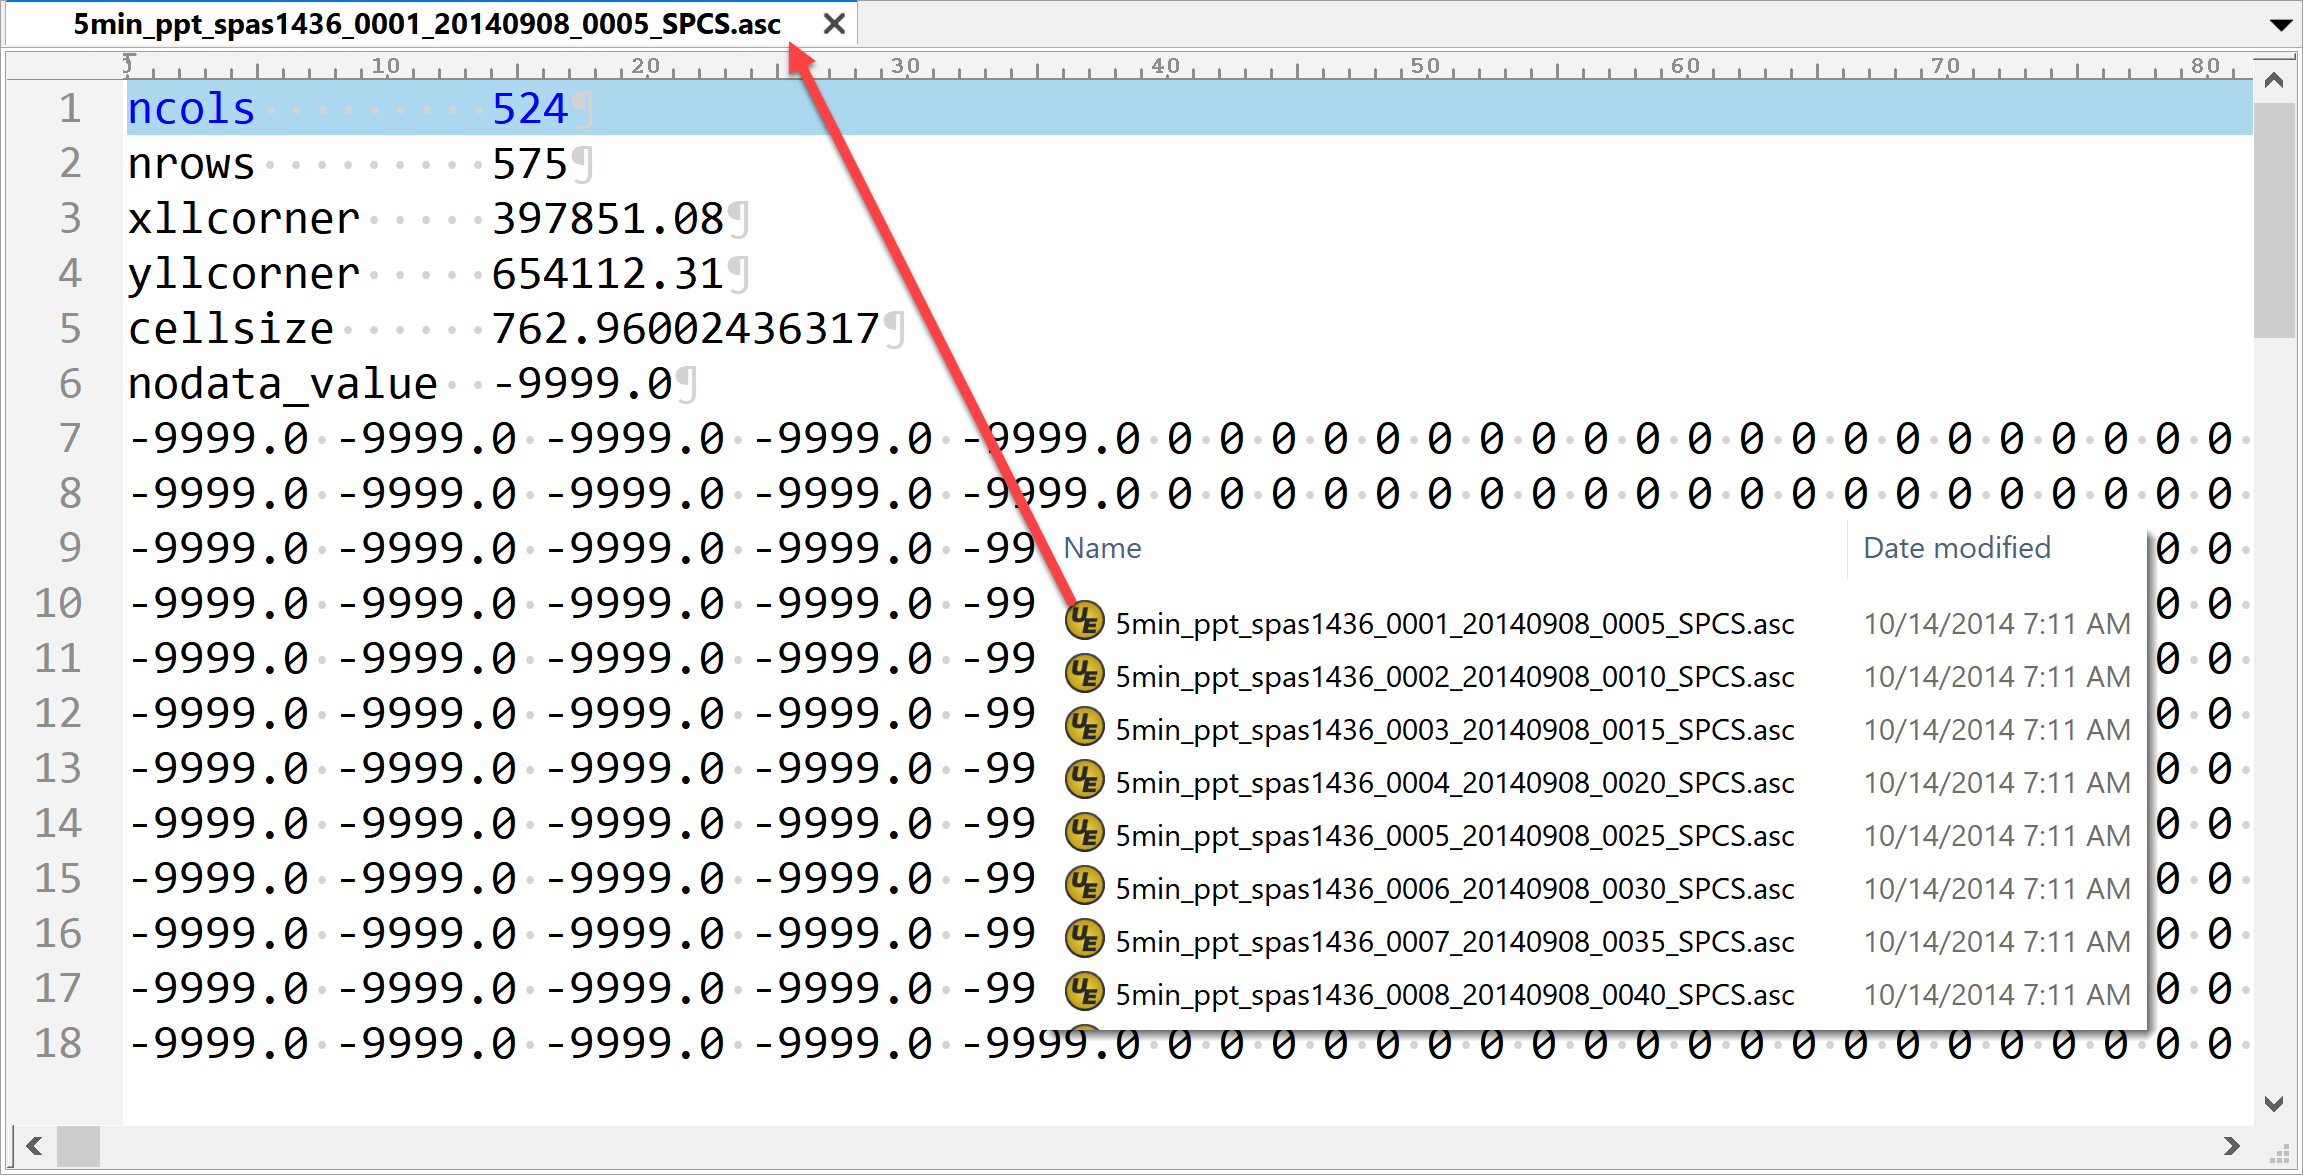 5min_ppt_spas1436_0001_20140908_0005_SPCS.asc
0 10 20 30 40 50 60 70 80
1 ncols 524
2 nrows 575
3 xllcorner 397851.08
4 yllcorner 654112.31
5 cellsize 762.96002436317
6 nodata_value -9999.0
7 -9999.0 -9999.0 -9999.0 -9999.0 -9999.0 0 0 0 0 0 0 0 0 0 0 0 0 0 0 0 0 0 0 0 0 0
8 -9999.0 -9999.0 -9999.0 -9999.0 -9999.0 0 0 0 0 0 0 0 0 0 0 0 0 0 0 0 0 0 0 0 0 0
9 -9999.0 -9999.0 -9999.0 -9999.0 -99 0 0
10 -9999.0 -9999.0 -9999.0 -9999.0 -99 0 0
11 -9999.0 -9999.0 -9999.0 -9999.0 -99 0 0
12 -9999.0 -9999.0 -9999.0 -9999.0 -99 0 0
13 -9999.0 -9999.0 -9999.0 -9999.0 -99 0 0
14 -9999.0 -9999.0 -9999.0 -9999.0 -99 0 0
15 -9999.0 -9999.0 -9999.0 -9999.0 -99 0 0
16 -9999.0 -9999.0 -9999.0 -9999.0 -99 0 0
17 -9999.0 -9999.0 -9999.0 -9999.0 -99 0 0
18 -9999.0 -9999.0 -9999.0 -9999.0 -9999.0 0 0 0 0 0 0 0 0 0 0 0 0 0 0 0 0 0 0 0 0 0
Name Date modified
UE 5min_ppt_spas1436_0001_20140908_0005_SPCS.asc 10/14/2014 7:11 AM
UE 5min_ppt_spas1436_0002_20140908_0010_SPCS.asc 10/14/2014 7:11 AM
UE 5min_ppt_spas1436_0003_20140908_0015_SPCS.asc 10/14/2014 7:11 AM
UE 5min_ppt_spas1436_0004_20140908_0020_SPCS.asc 10/14/2014 7:11 AM
UE 5min_ppt_spas1436_0005_20140908_0025_SPCS.asc 10/14/2014 7:11 AM
UE 5min_ppt_spas1436_0006_20140908_0030_SPCS.asc 10/14/2014 7:11 AM
UE 5min_ppt_spas1436_0007_20140908_0035_SPCS.asc 10/14/2014 7:11 AM
UE 5min_ppt_spas1436_0008_20140908_0040_SPCS.asc 10/14/2014 7:11 AM